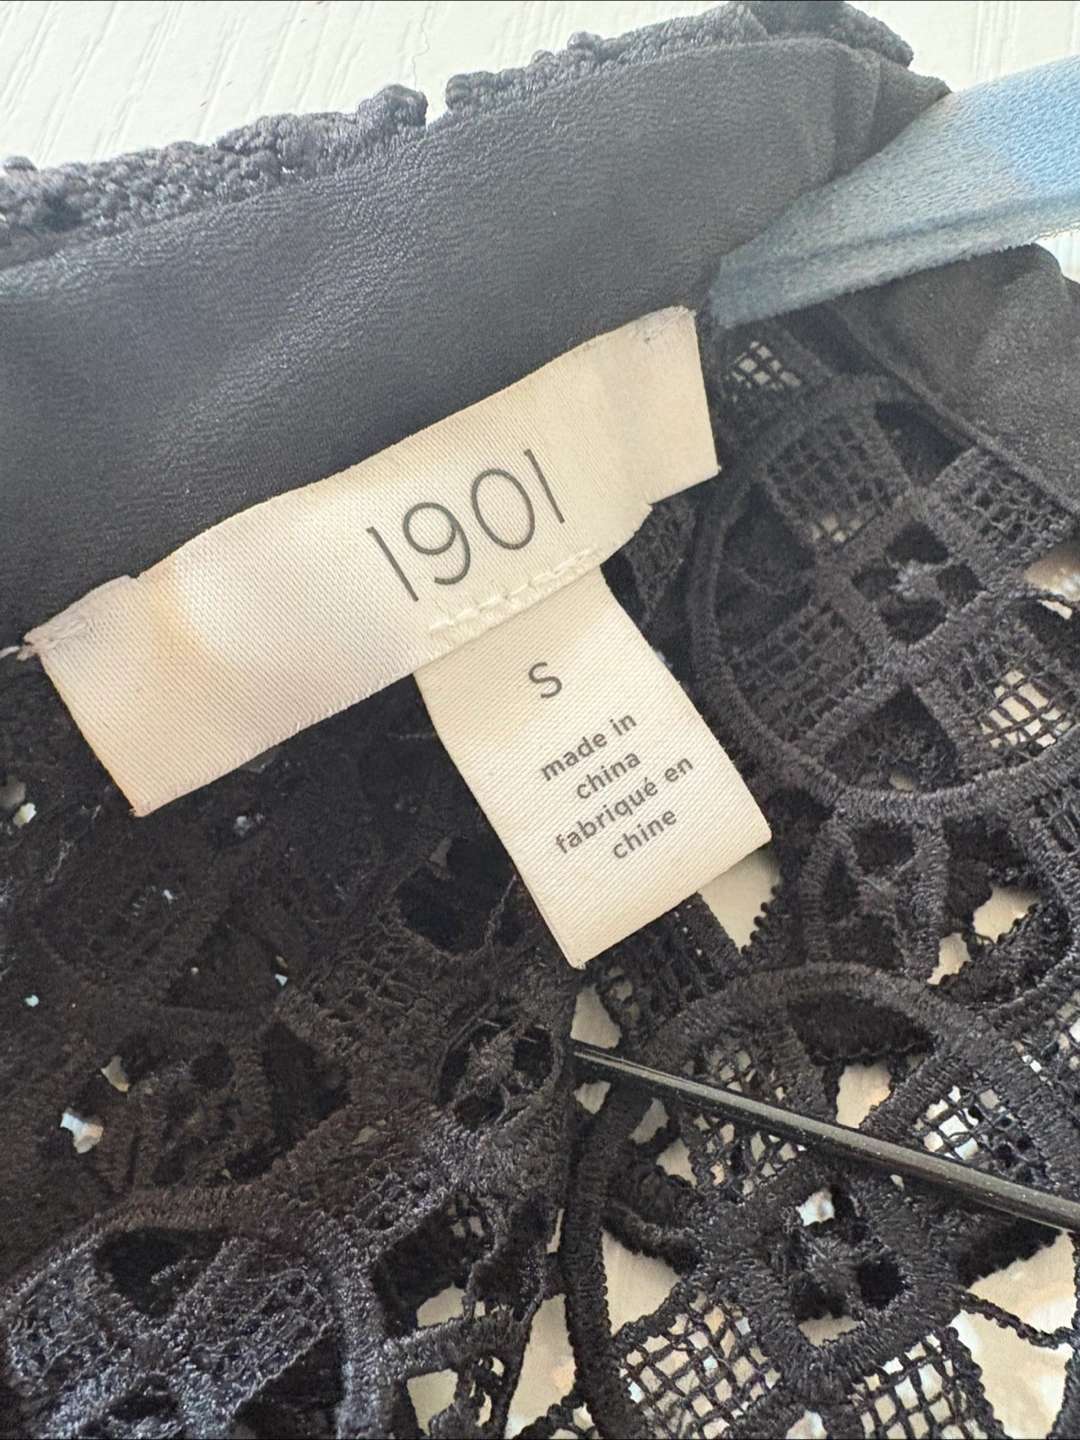 1901
S
made in
china
fabriqué en
chine